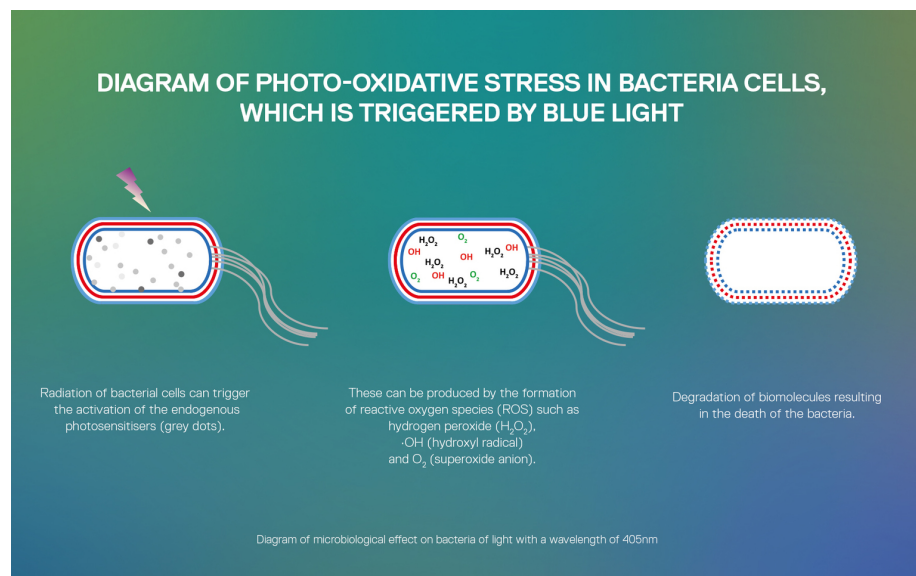 DIAGRAM OF PHOTO-OXIDATIVE STRESS IN BACTERIA CELLS,
WHICH IS TRIGGERED BY BLUE LIGHT
H₂O₂
O₂
OH
H₂O₂
OH
OH
H₂O₂
O₂
OH
H₂O₂
O₂
H₂O₂
Radiation of bacterial cells can trigger
the activation of the endogenous
photosensitisers (grey dots).
These can be produced by the formation
of reactive oxygen species (ROS) such as
hydrogen peroxide (H₂O₂),
·OH (hydroxyl radical)
and O₂ (superoxide anion).
Degradation of biomolecules resulting
in the death of the bacteria.
Diagram of microbiological effect on bacteria of light with a wavelength of 405nm